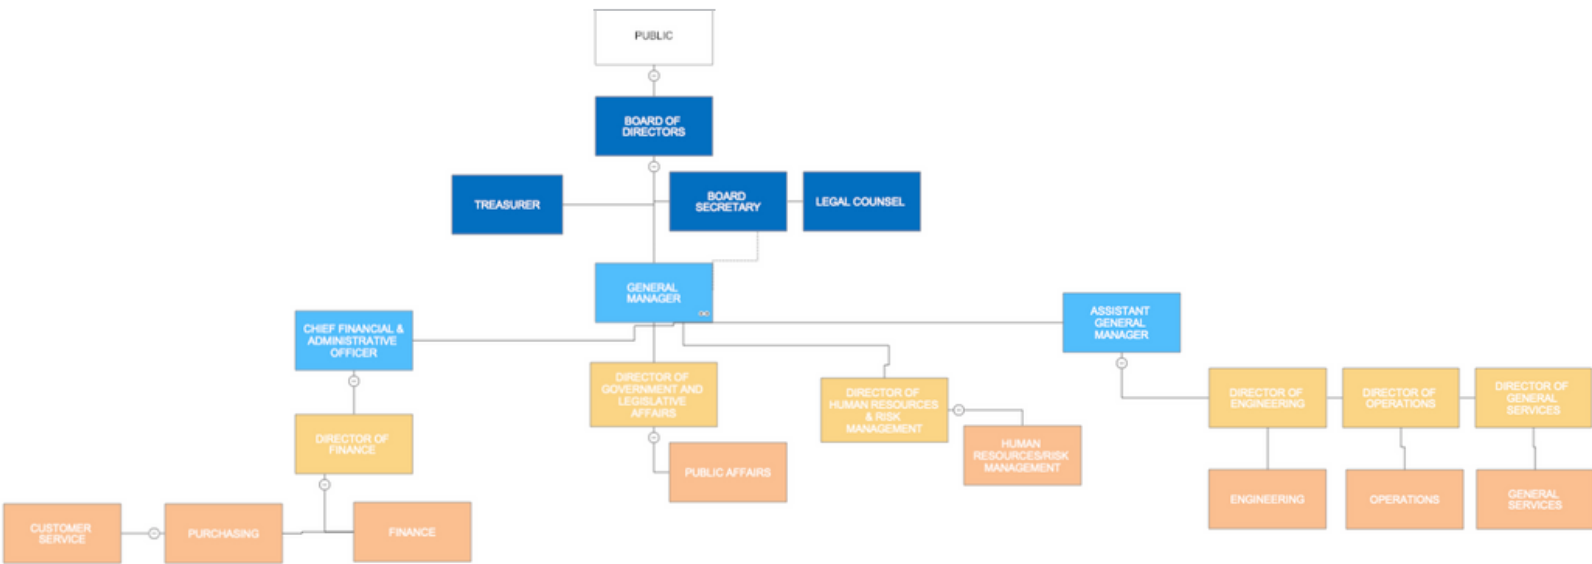 PUBLIC
BOARD OF
DIRECTORS
TREASURER
BOARD
SECRETARY
LEGAL COUNSEL
GENERAL
MANAGER
CHIEF FINANCIAL &
ADMINISTRATIVE
OFFICER
ASSISTANT
GENERAL
MANAGER
DIRECTOR OF
GOVERNMENT AND
LEGISLATIVE
AFFAIRS
DIRECTOR OF
HUMAN RESOURCES
& RISK
MANAGEMENT
DIRECTOR OF
ENGINEERING
DIRECTOR OF
OPERATIONS
DIRECTOR OF
GENERAL
SERVICES
DIRECTOR OF
FINANCE
PUBLIC AFFAIRS
HUMAN
RESOURCES/RISK
MANAGEMENT
ENGINEERING
OPERATIONS
GENERAL
SERVICES
CUSTOMER
SERVICE
PURCHASING
FINANCE